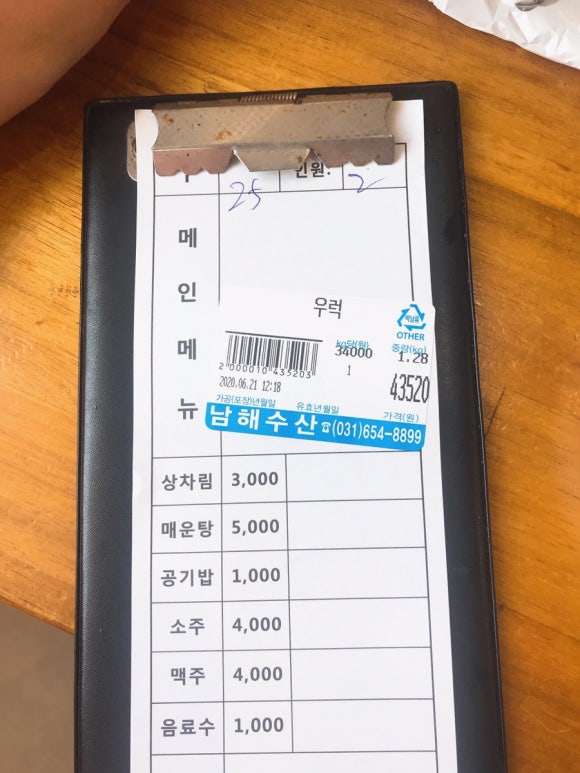 25 인원: 2
메인메뉴
우럭
비닐류
OTHER
kg당(원) 중량(kg)
34000 1.28
1
2000010435203
43520
2020.06.21 12:18
가공(포장)년월일 유효년월일 가격(원)
남해수산 ☎(031)654-8899
상차림 3,000
매운탕 5,000
공기밥 1,000
소주 4,000
맥주 4,000
음료수 1,000